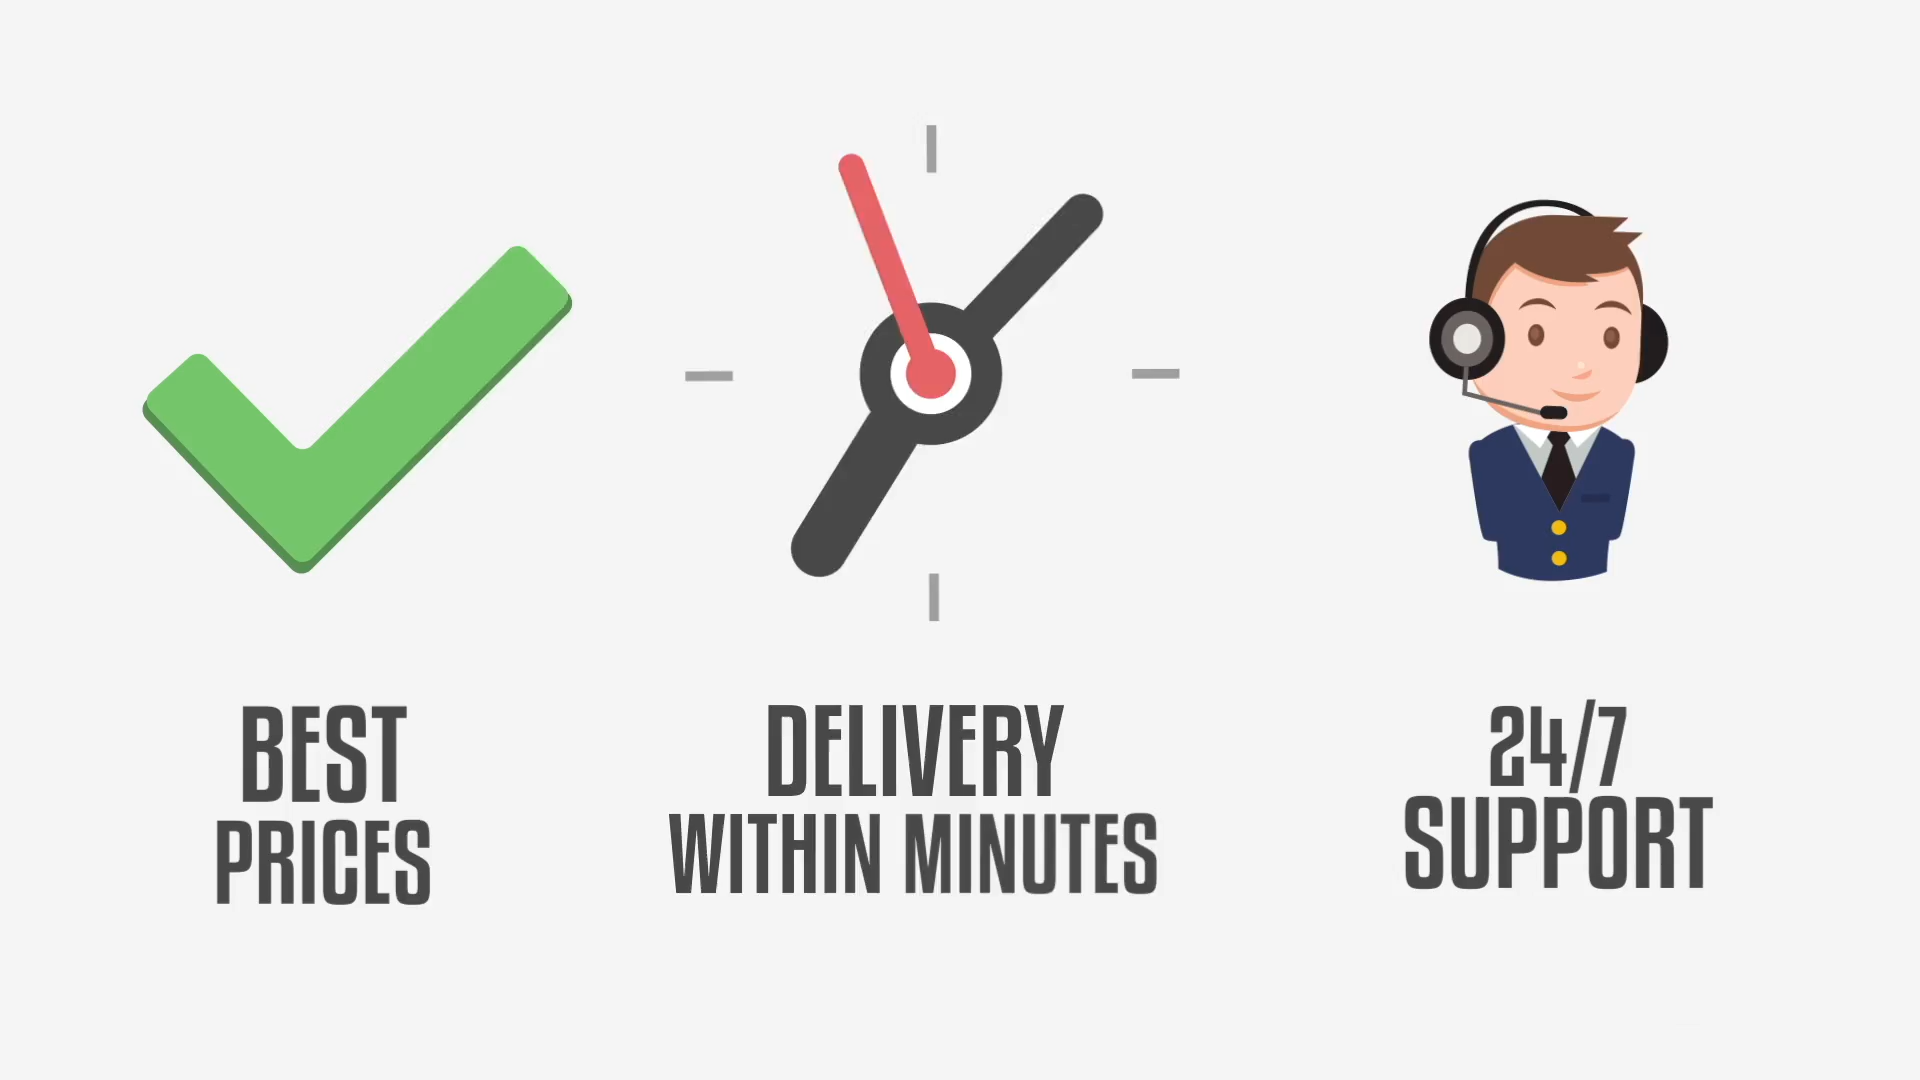 BEST
PRICES
DELIVERY
WITHIN MINUTES
24/7
SUPPORT